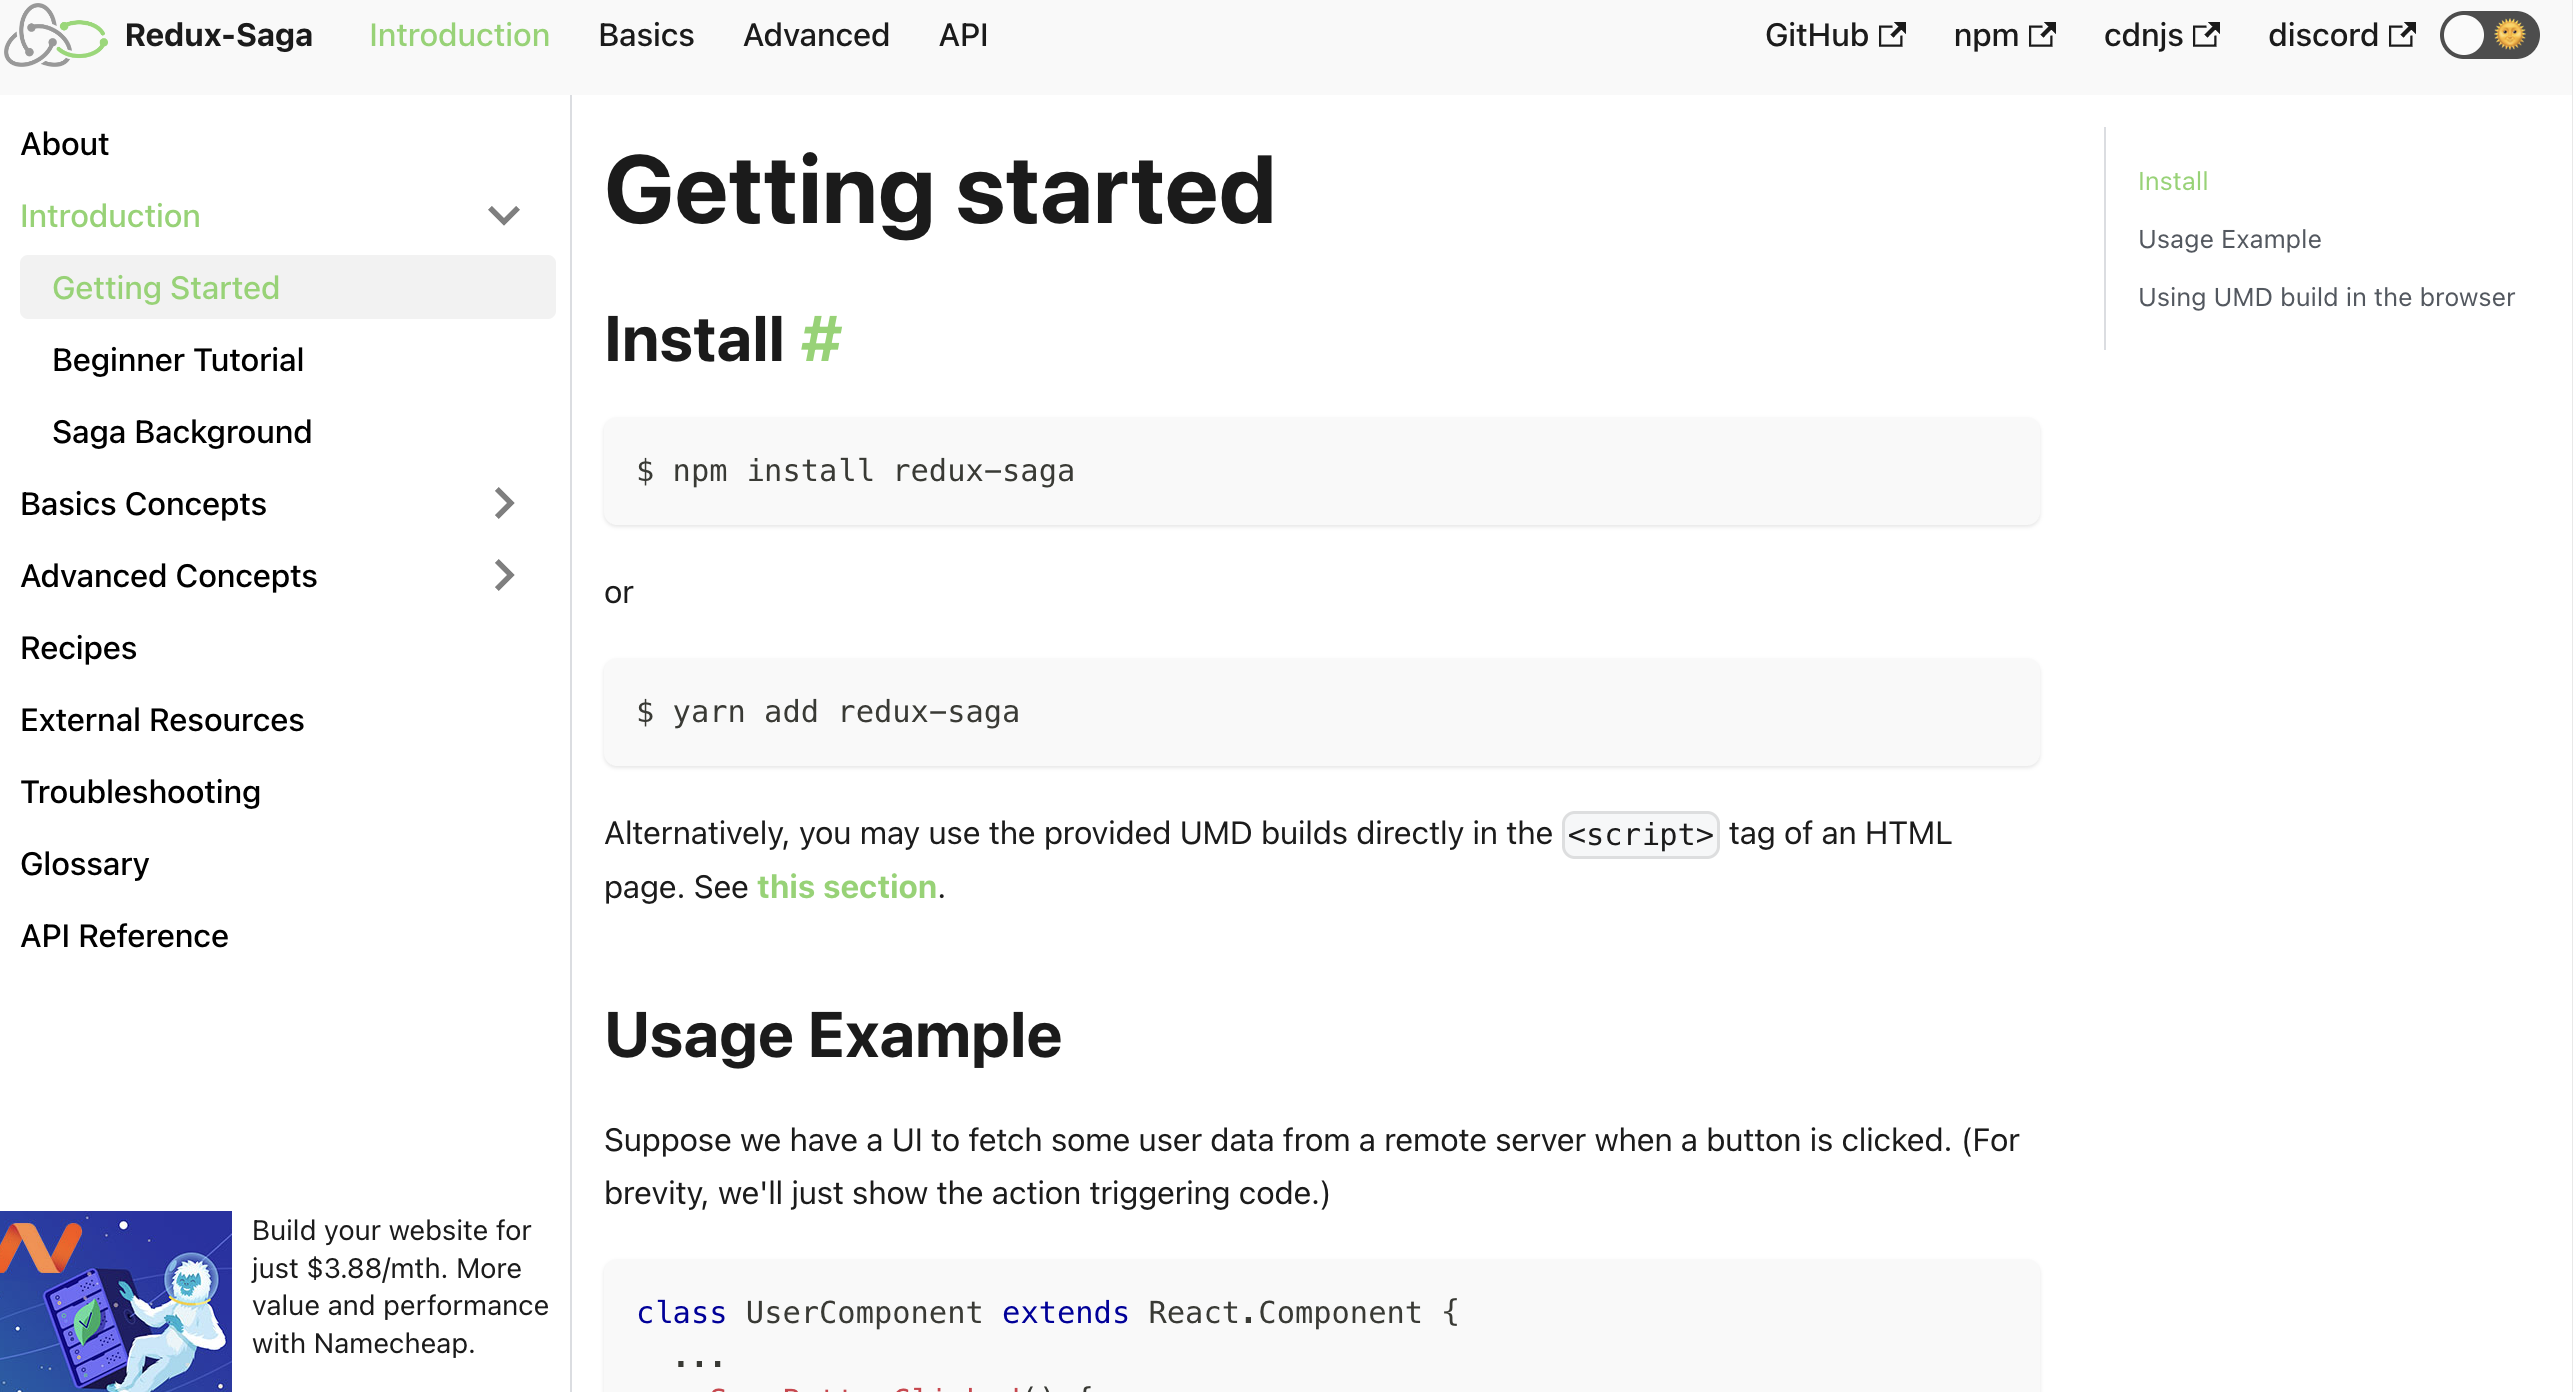 Redux-Saga Introduction Basics Advanced API GitHub npm cdnjs discord
About
Introduction
Getting Started
Beginner Tutorial
Saga Background
Basics Concepts
Advanced Concepts
Recipes
External Resources
Troubleshooting
Glossary
API Reference
Build your website for
just $3.88/mth. More
value and performance
with Namecheap.
Getting started
Install #
$ npm install redux-saga
or
$ yarn add redux-saga
Alternatively, you may use the provided UMD builds directly in the <script> tag of an HTML
page. See this section.
Usage Example
Suppose we have a UI to fetch some user data from a remote server when a button is clicked. (For
brevity, we'll just show the action triggering code.)
class UserComponent extends React.Component {
...
Install
Usage Example
Using UMD build in the browser